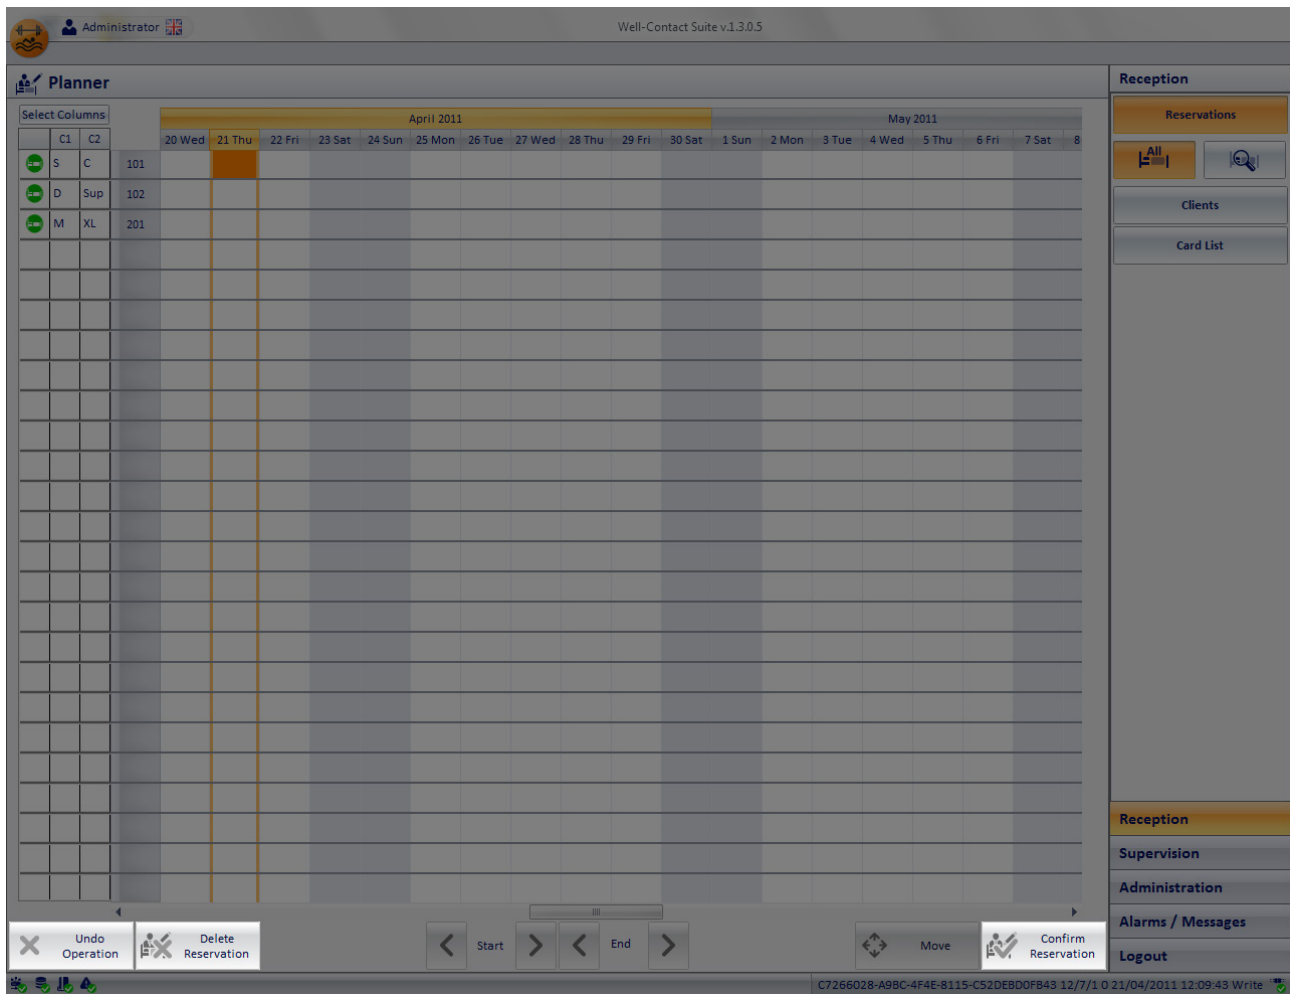 Administrator
Well-Contact Suite v.1.3.0.5
Planner
Reception
Select Columns
April 2011
May 2011
Reservations
C1 C2
20 Wed 21 Thu 22 Fri 23 Sat 24 Sun 25 Mon 26 Tue 27 Wed 28 Thu 29 Fri 30 Sat 1 Sun 2 Mon 3 Tue 4 Wed 5 Thu 6 Fri 7 Sat 8
All
S C 101
D Sup 102
M XL 201
Clients
Card List
Reception
Supervision
Administration
Alarms / Messages
Logout
Undo
Operation
Delete
Reservation
Start
End
Move
Confirm
Reservation
C7266028-A9BC-4F4E-8115-C52DEBD0FB43 12/7/1 0 21/04/2011 12:09:43 Write